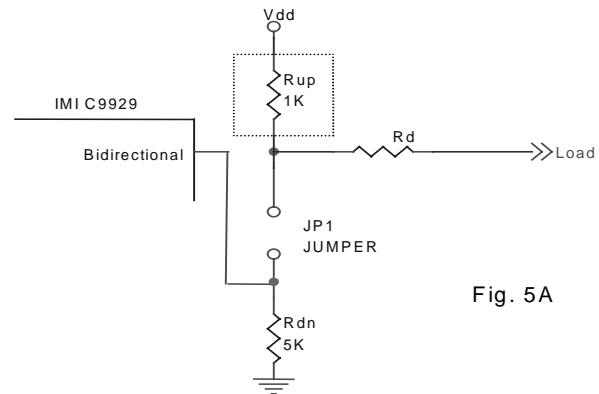 Vdd
Rup
1K
IMI C9929
Rd
Bidirectional
Load
JP1
JUMPER
Fig. 5A
Rdn
5K